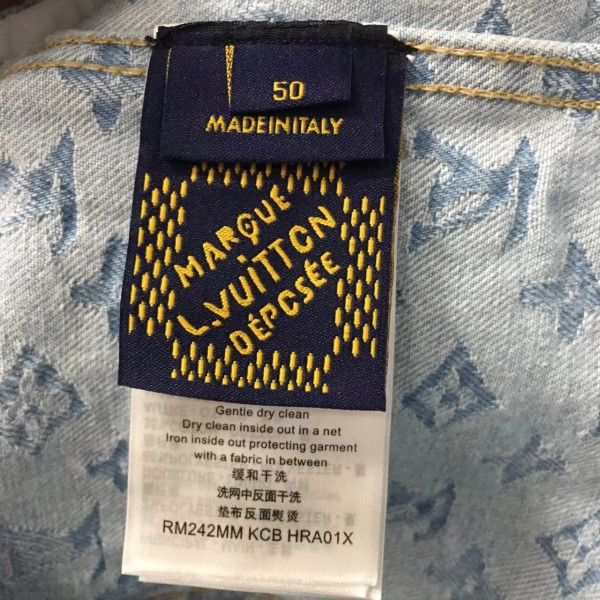 50
MADEINITALY
MARQUE
L.VUITTON
DÉPOSÉE
Gentle dry clean
Dry clean inside out in a net
Iron inside out protecting garment
with a fabric in between
缓和干洗
洗网中反面干洗
垫布反面熨烫
RM242MM KCB HRA01X